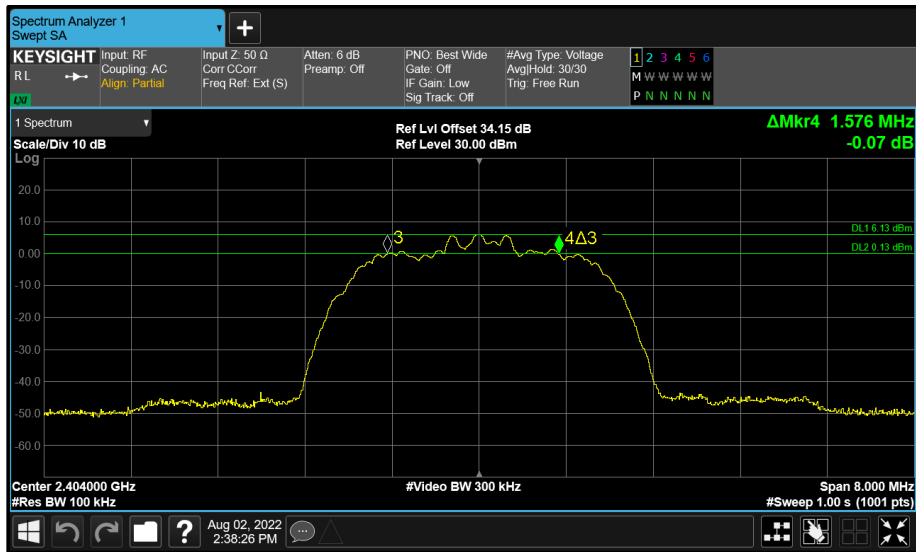 Spectrum Analyzer 1
Swept SA
▼
+
KEYSIGHT
R L
LXI
Input: RF
Coupling: AC
Align: Partial
Input Z: 50 Ω
Corr CCorr
Freq Ref: Ext (S)
Atten: 6 dB
Preamp: Off
PNO: Best Wide
Gate: Off
IF Gain: Low
Sig Track: Off
#Avg Type: Voltage
Avg|Hold: 30/30
Trig: Free Run
1 2 3 4 5 6
M W W W W W
P N N N N N
1 Spectrum ▼
Scale/Div 10 dB
Ref Lvl Offset 34.15 dB
Ref Level 30.00 dBm
ΔMkr4 1.576 MHz
-0.07 dB
Log
20.0
10.0
0.00
-10.0
-20.0
-30.0
-40.0
-50.0
-60.0
3
4Δ3
DL1 6.13 dBm
DL2 0.13 dBm
Center 2.404000 GHz
#Res BW 100 kHz
#Video BW 300 kHz
Span 8.000 MHz
#Sweep 1.00 s (1001 pts)
?
Aug 02, 2022
2:38:26 PM